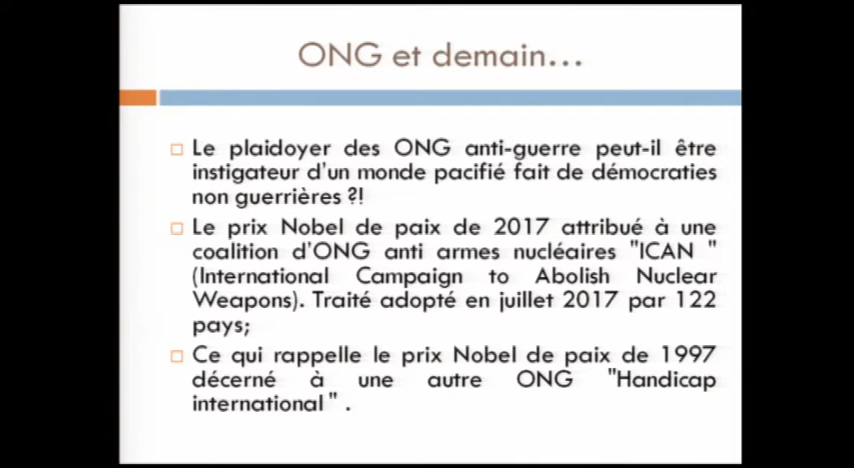 ONG et demain...
Le plaidoyer des ONG anti-guerre peut-il être
instigateur d'un monde pacifié fait de démocraties
non guerrières ?!
Le prix Nobel de paix de 2017 attribué à une
coalition d'ONG anti armes nucléaires "ICAN "
(International Campaign to Abolish Nuclear
Weapons). Traité adopté en juillet 2017 par 122
pays;
Ce qui rappelle le prix Nobel de paix de 1997
décerné à une autre ONG "Handicap
international" .